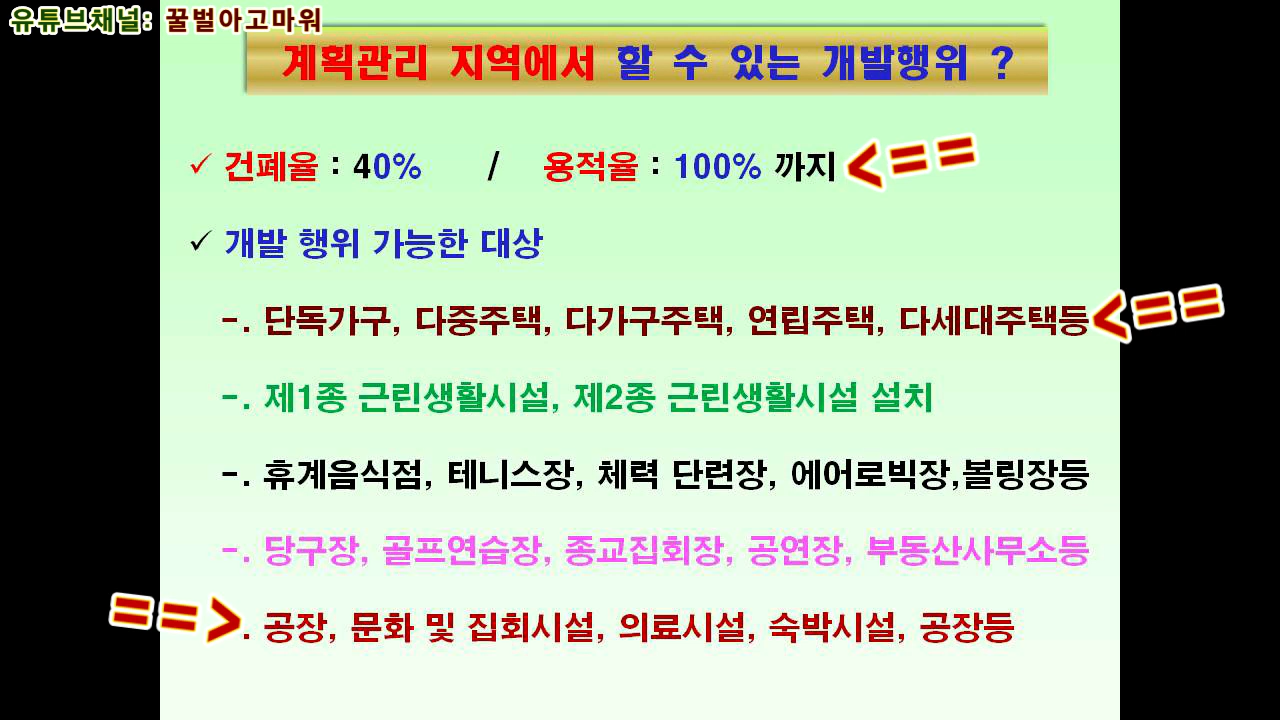 유튜브채널: 꿀벌아고마워
계획관리 지역에서 할 수 있는 개발행위 ?
✓ 건폐율 : 40% / 용적율 : 100% 까지 <==
✓ 개발 행위 가능한 대상
-. 단독가구, 다중주택, 다가구주택, 연립주택, 다세대주택등 <==
-. 제1종 근린생활시설, 제2종 근린생활시설 설치
-. 휴계음식점, 테니스장, 체력 단련장, 에어로빅장,볼링장등
-. 당구장, 골프연습장, 종교집회장, 공연장, 부동산사무소등
==> . 공장, 문화 및 집회시설, 의료시설, 숙박시설, 공장등